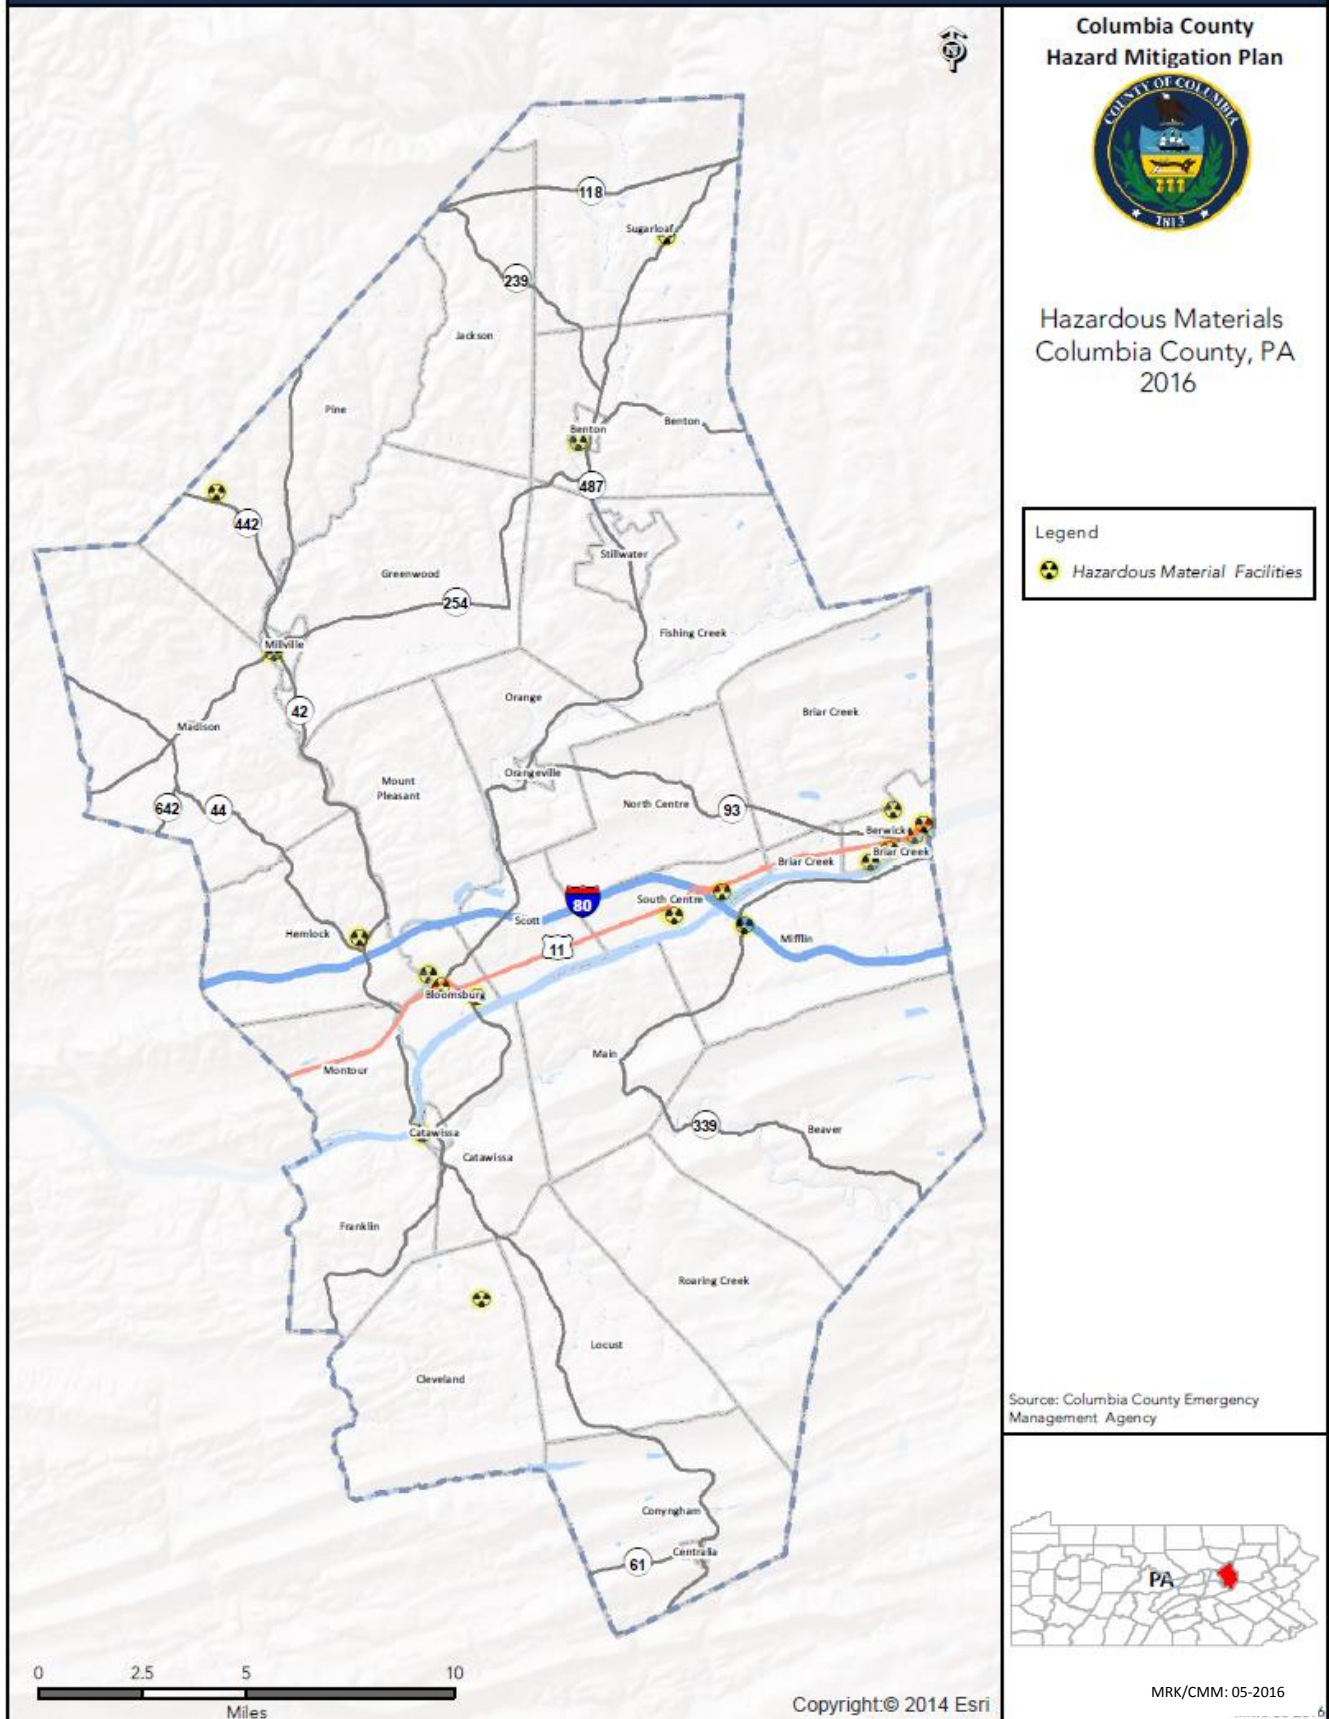 Columbia County
Hazard Mitigation Plan
COUNTY OF COLUMBIA
1813
Hazardous Materials
Columbia County, PA
2016
Legend
Hazardous Material Facilities
N
118
Sugarloaf
239
Jackson
Pine
Benton
Benton
487
442
Stillwater
Greenwood
254
Fishing Creek
Millville
Orange
42
Briar Creek
Madison
Orangeville
Mount
Pleasant
North Centre
93
642
44
Berwick
Briar Creek
Briar Creek
80
South Centre
Scott
Hemlock
11
Mifflin
Bloomsburg
Main
Montour
339
Beaver
Catawissa
Catawissa
Franklin
Roaring Creek
Locust
Cleveland
Conyngham
Centralia
61
Source: Columbia County Emergency
Management Agency
PA
0 2.5 5 10
Miles
Copyright:© 2014 Esri
MRK/CMM: 05-2016